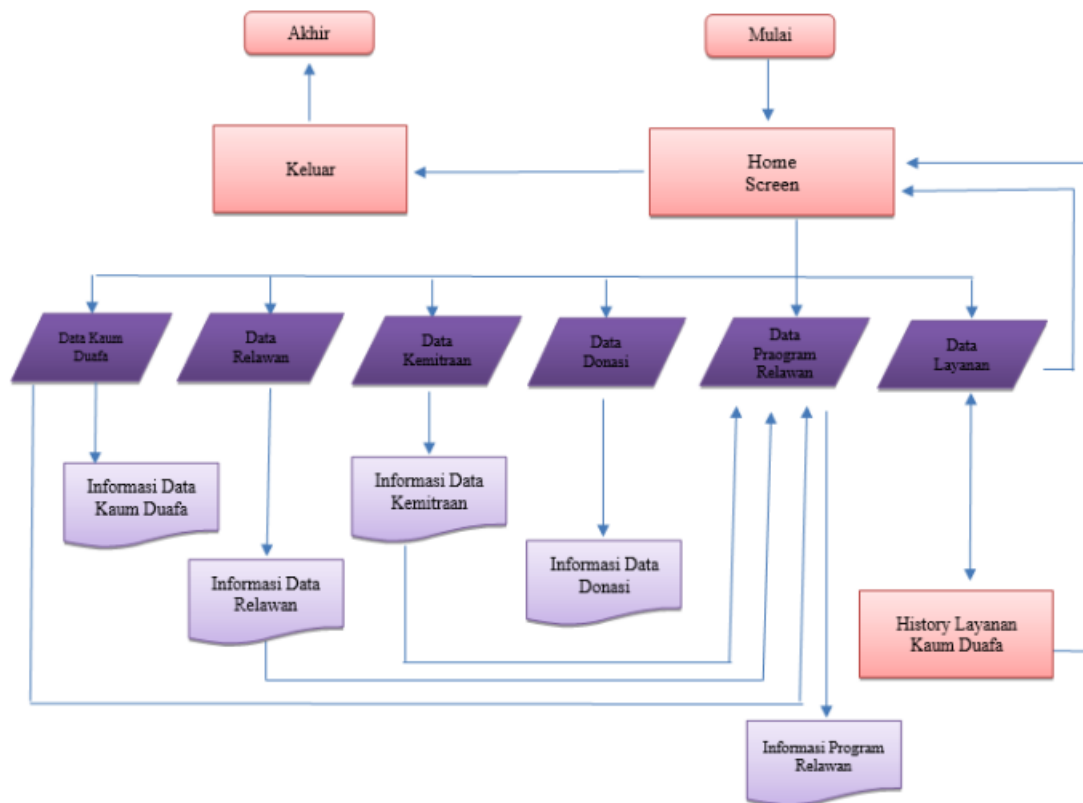 Akhir
Mulai
Keluar
Home
Screen
Data Kaum
Duafa
Data
Relawan
Data
Kemitraan
Data
Donasi
Data
Praogram
Relawan
Data
Layanan
Informasi Data
Kaum Duafa
Informasi Data
Kemitraan
Informasi Data
Relawan
Informasi Data
Donasi
History Layanan
Kaum Duafa
Informasi Program
Relawan